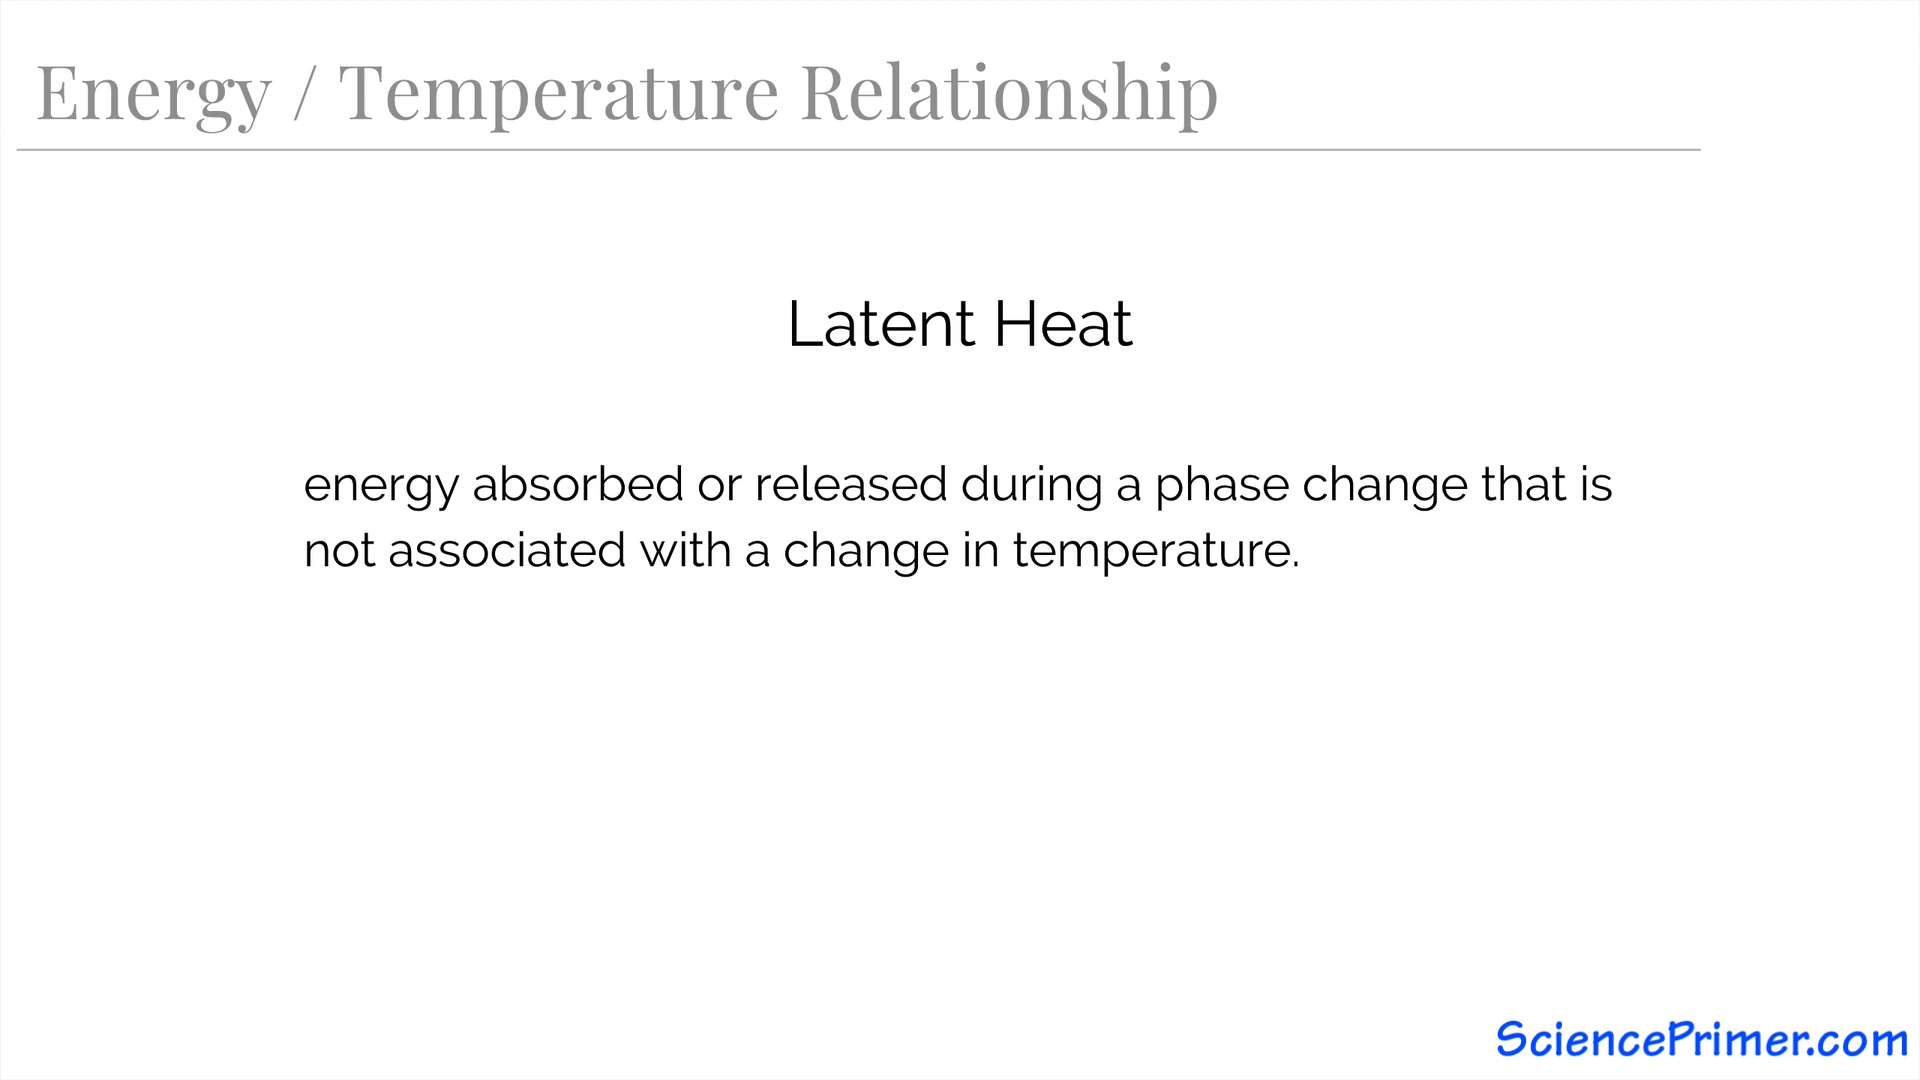 Energy / Temperature Relationship
Latent Heat
energy absorbed or released during a phase change that is
not associated with a change in temperature.
SciencePrimer.com